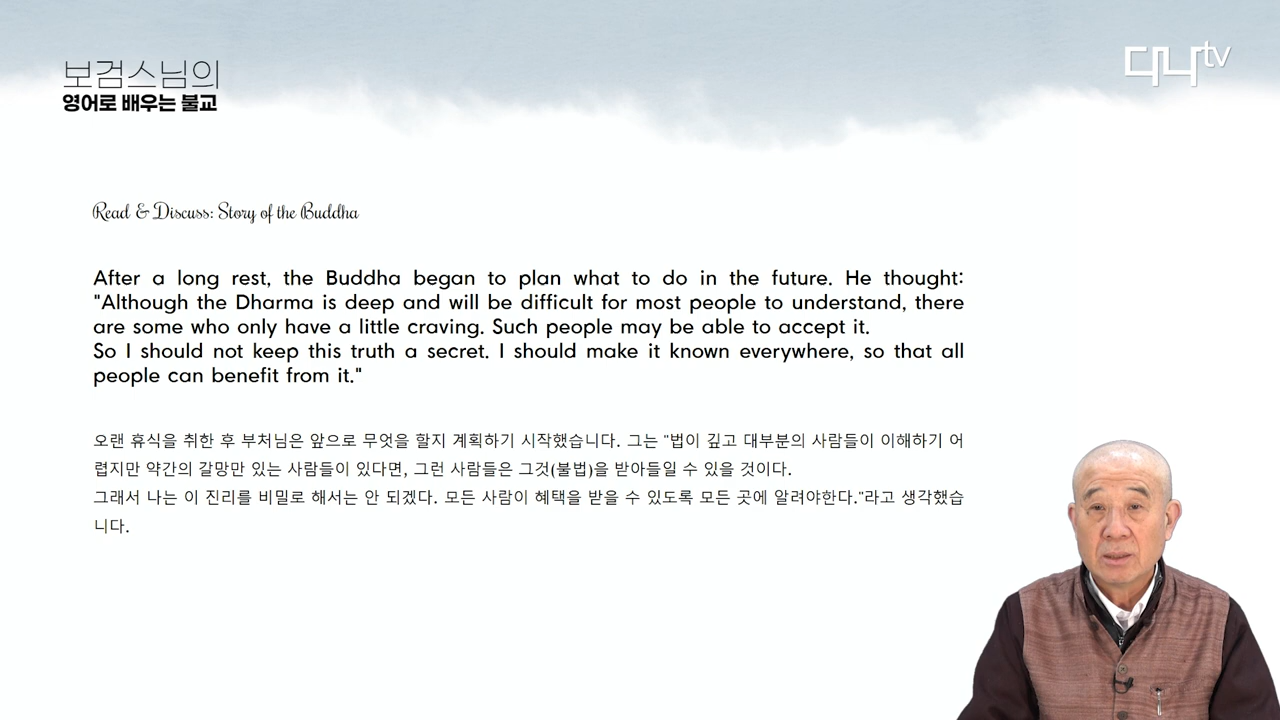 보검스님의
영어로 배우는 불교
다나tv
Read & Discuss: Story of the Buddha
After a long rest, the Buddha began to plan what to do in the future. He thought:
"Although the Dharma is deep and will be difficult for most people to understand, there
are some who only have a little craving. Such people may be able to accept it.
So I should not keep this truth a secret. I should make it known everywhere, so that all
people can benefit from it."
오랜 휴식을 취한 후 부처님은 앞으로 무엇을 할지 계획하기 시작했습니다. 그는 "법이 깊고 대부분의 사람들이 이해하기 어
렵지만 약간의 갈망만 있는 사람들이 있다면, 그런 사람들은 그것(불법)을 받아들일 수 있을 것이다.
그래서 나는 이 진리를 비밀로 해서는 안 되겠다. 모든 사람이 혜택을 받을 수 있도록 모든 곳에 알려야한다."라고 생각했습
니다.